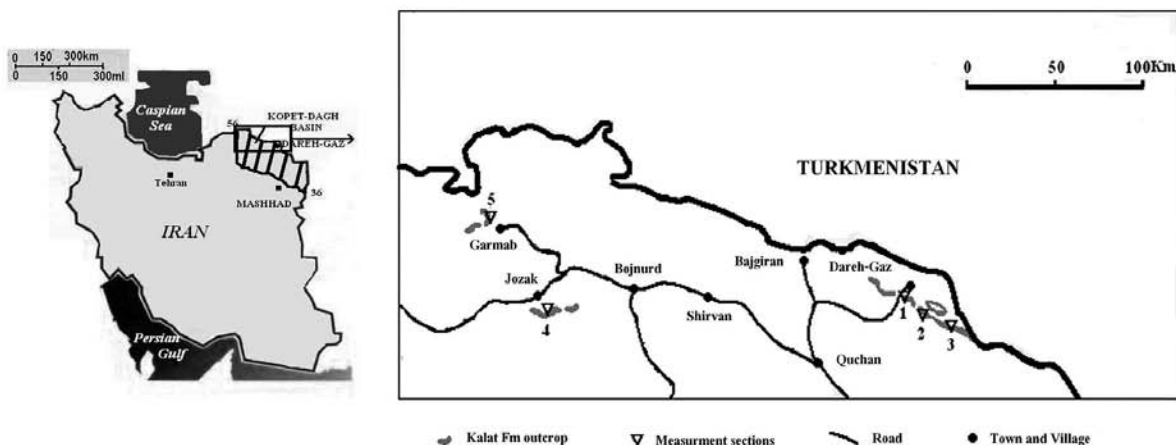 0 150 300km
0 150 300ml
Caspian
Sea
56
KOPET-DAGH
BASIN
DAREH-GAZ
Tehran
36
MASHHAD
IRAN
Persian
Gulf
0 50 100Km
TURKMENISTAN
5
Garmab
Bajgiran
Dareh-Gaz
Jozak
Bojnurd
Shirvan
1
2
3
4
Quchan
Kalat Fm outcrop
Measurment sections
Road
Town and Village